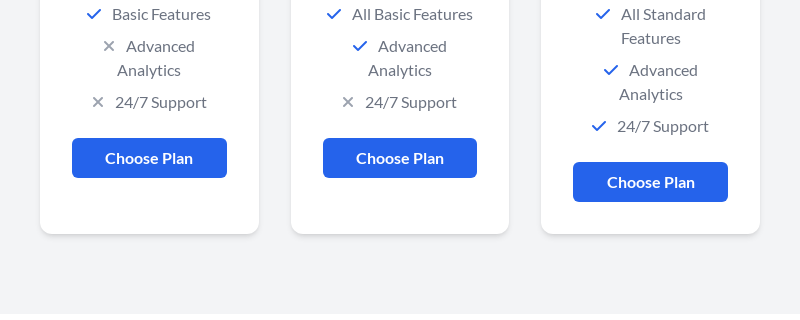 Basic Features
Advanced
Analytics
24/7 Support
Choose Plan
All Basic Features
Advanced
Analytics
24/7 Support
Choose Plan
All Standard
Features
Advanced
Analytics
24/7 Support
Choose Plan